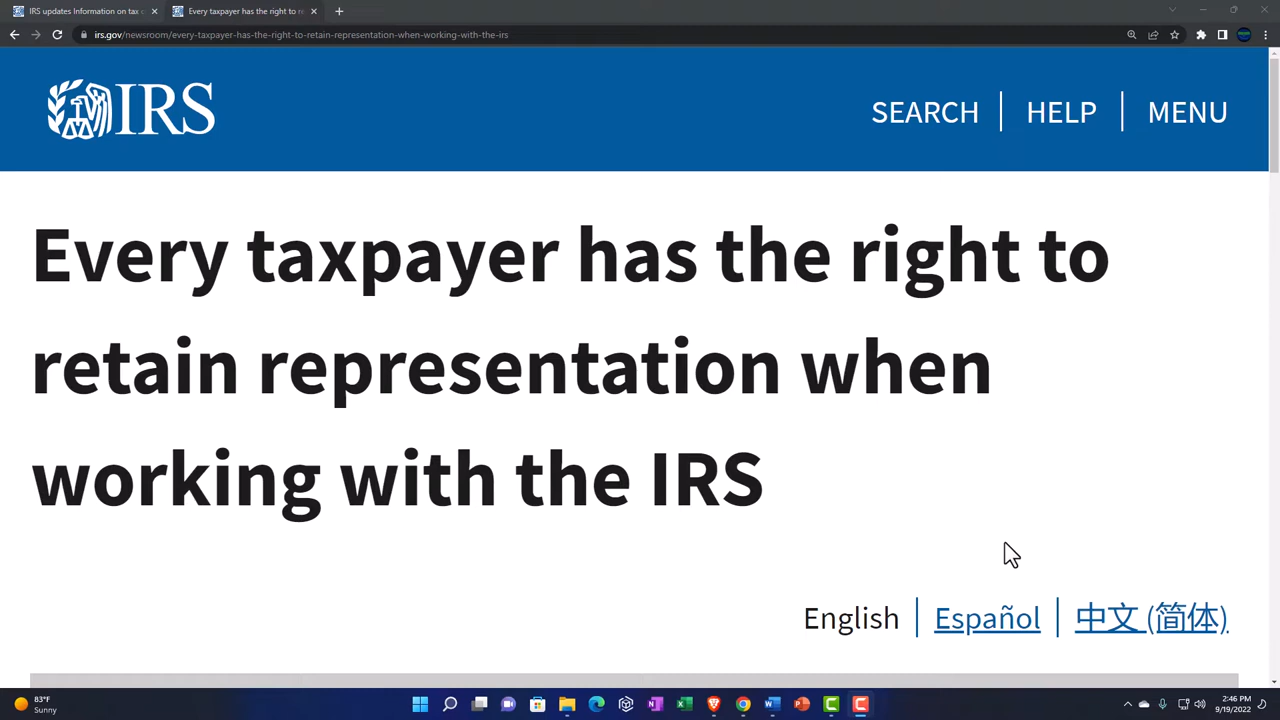 IRS updates Information on tax
Every taxpayer has the right to re
irs.gov/newsroom/every-taxpayer-has-the-right-to-retain-representation-when-working-with-the-irs
IRS
SEARCH
HELP
MENU
Every taxpayer has the right to
retain representation when
working with the IRS
English
Español
中文 (简体)
83°F
Sunny
2:46 PM
9/19/2022